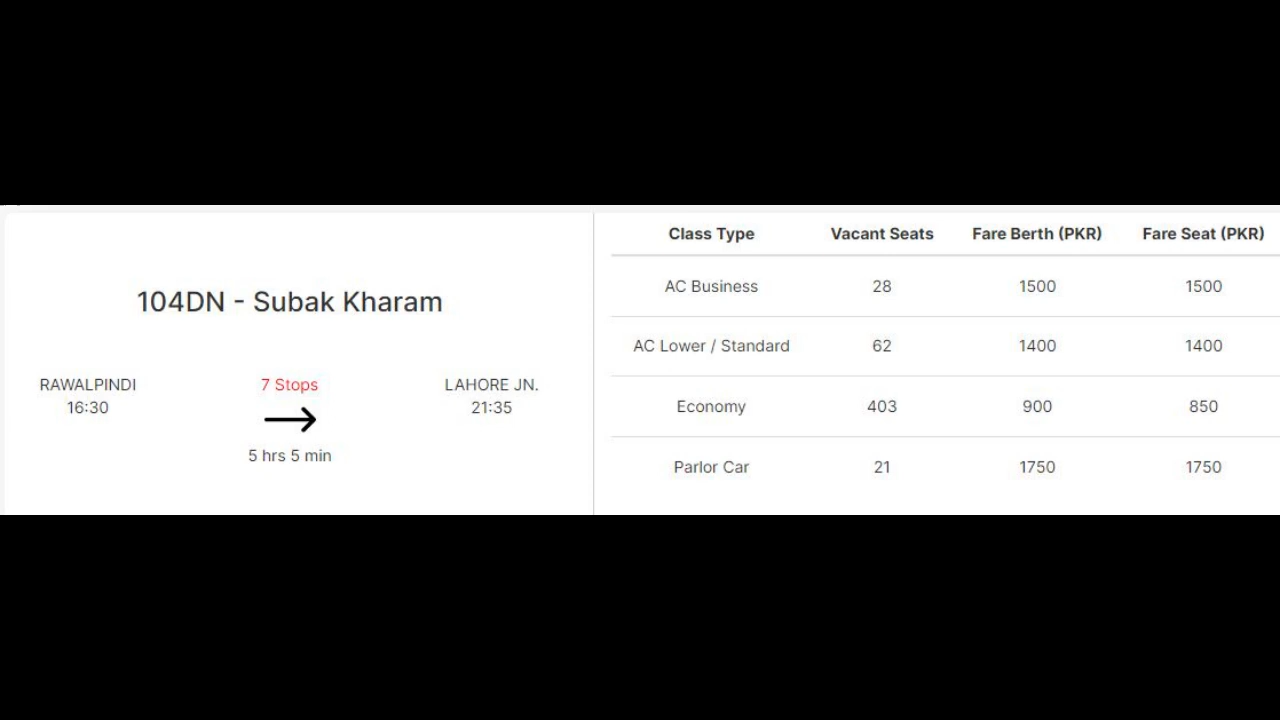 104DN - Subak Kharam
RAWALPINDI 7 Stops LAHORE JN.
16:30 21:35
5 hrs 5 min
Class Type Vacant Seats Fare Berth (PKR) Fare Seat (PKR)
AC Business 28 1500 1500
AC Lower / Standard 62 1400 1400
Economy 403 900 850
Parlor Car 21 1750 1750